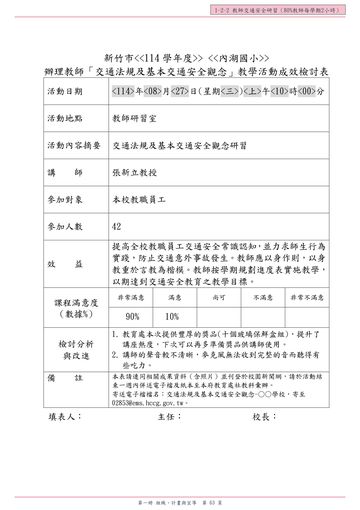 1-2-2 教師交通安全研習（80%教師每學期2小時）
新竹市<<114 學年度>> <<內湖國小>>
辦理教師「交通法規及基本交通安全觀念」教學活動成效檢討表
活動日期 <114>年<08>月<27>日(星期<三>)<上>午<10>時<00>分
活動地點 教師研習室
活動內容摘要 交通法規及基本交通安全觀念研習
講 師 張新立教授
參加對象 本校教職員工
參加人數 42
效 益
提高全校教職員工交通安全常識認知，並力求師生行為
實踐，防止交通意外事故發生。教師應以身作則，以身
教重於言教為楷模。教師按學期規劃進度表實施教學，
以期達到交通安全教育之教學目標。
課程滿意度
（數據%）
非常滿意 滿意 尚可 不滿意 非常不滿意
90% 10%
檢討分析
與改進
1. 教育處本次提供豐厚的獎品(十個玻璃保鮮盒組)，提升了
講座熱度，下次可以再多準備獎品供講師使用。
2. 講師的聲音較不清晰，麥克風無法收到完整的音而聽得有
些吃力。
備 註
本表請連同相關成果資料（含照片）並刊登於校園新聞網，請於活動結
束一週內併送電子檔及紙本至本府教育處社教科彙辦。
寄送電子檔檔名：交通法規及基本交通安全觀念-○○學校，寄至
02853@ems.hccg.gov.tw。
填表人： 主任： 校長：
第一時 組織、計畫與宣導 第 63 頁